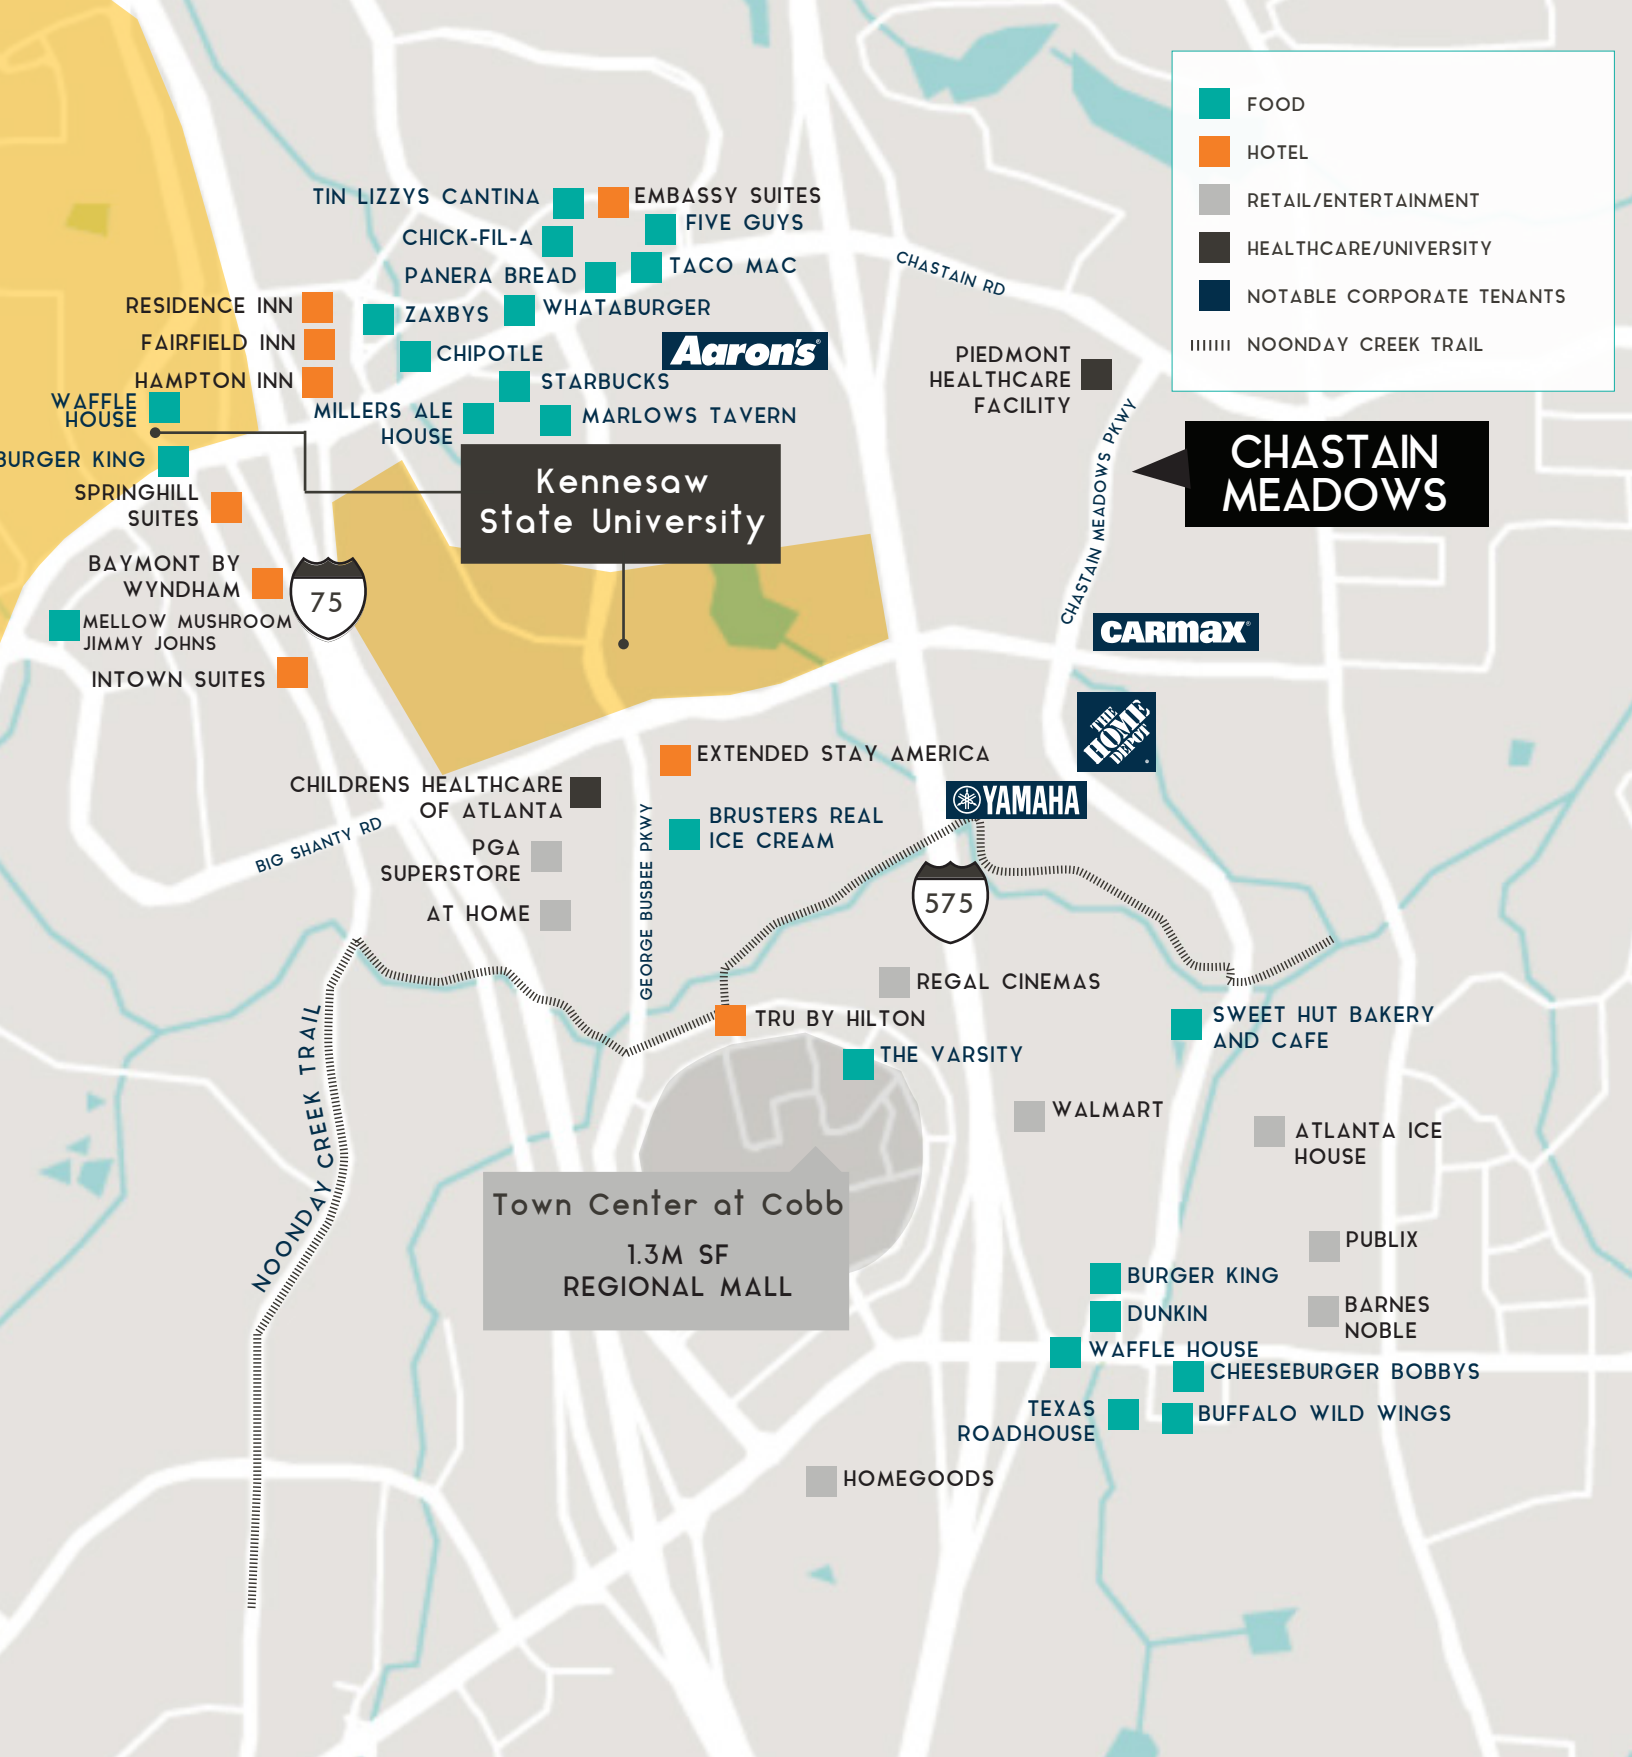 FOOD
HOTEL
RETAIL/ENTERTAINMENT
HEALTHCARE/UNIVERSITY
NOTABLE CORPORATE TENANTS
NOONDAY CREEK TRAIL
TIN LIZZYS CANTINA
EMBASSY SUITES
FIVE GUYS
CHICK-FIL-A
TACO MAC
PANERA BREAD
CHASTAIN RD
RESIDENCE INN
ZAXBYS
WHATABURGER
FAIRFIELD INN
CHIPOTLE
Aaron's
HAMPTON INN
STARBUCKS
PIEDMONT
HEALTHCARE
FACILITY
WAFFLE
HOUSE
MILLERS ALE
HOUSE
MARLOWS TAVERN
BURGER KING
SPRINGHILL
SUITES
Kennesaw
State University
CHASTAIN MEADOWS PKWY
CHASTAIN
MEADOWS
BAYMONT BY
WYNDHAM
75
MELLOW MUSHROOM
JIMMY JOHNS
INTOWN SUITES
CARMAX
THE
HOME
DEPOT
EXTENDED STAY AMERICA
YAMAHA
CHILDRENS HEALTHCARE
OF ATLANTA
BRUSTERS REAL
ICE CREAM
BIG SHANTY RD
PGA
SUPERSTORE
GEORGE BUSBEE PKWY
AT HOME
575
REGAL CINEMAS
TRU BY HILTON
SWEET HUT BAKERY
AND CAFE
THE VARSITY
NOONDAY CREEK TRAIL
WALMART
ATLANTA ICE
HOUSE
Town Center at Cobb
1.3M SF
REGIONAL MALL
PUBLIX
BURGER KING
DUNKIN
BARNES
NOBLE
WAFFLE HOUSE
CHEESEBURGER BOBBYS
TEXAS
ROADHOUSE
BUFFALO WILD WINGS
HOMEGOODS